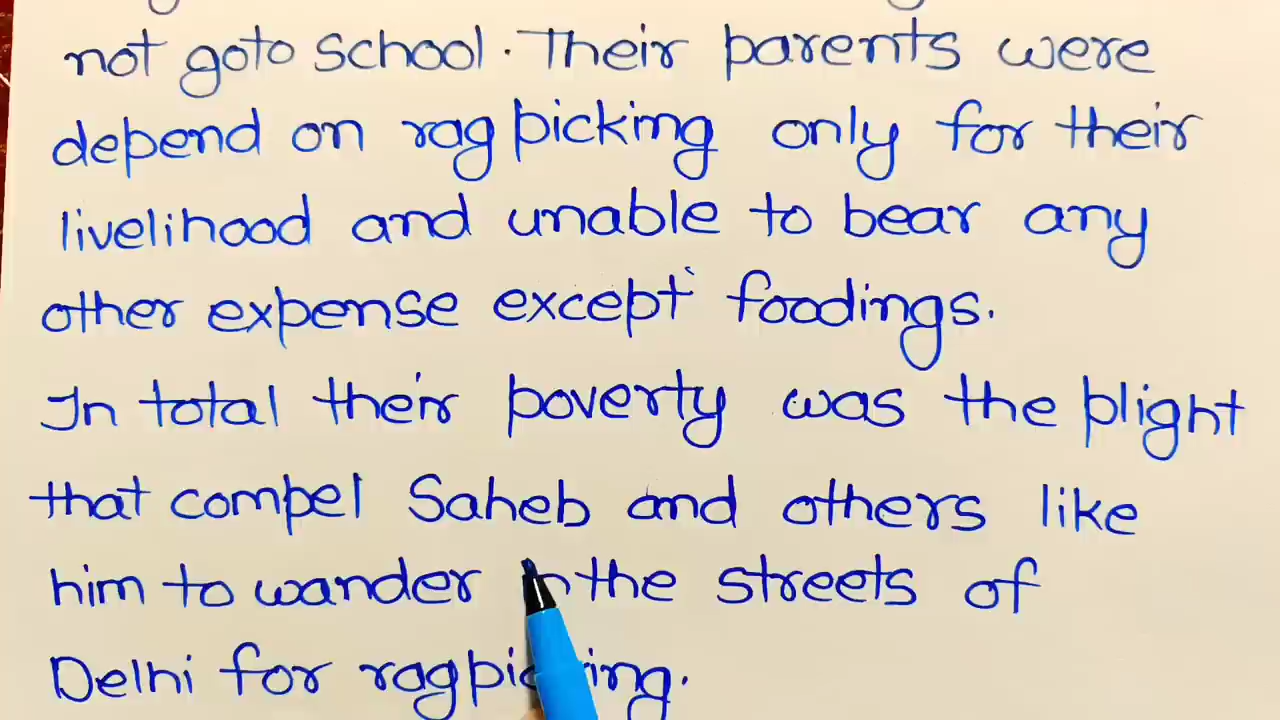 not goto school. Their parents were
depend on ragpicking only for their
livelihood and unable to bear any
other expense except foodings.
In total their poverty was the plight
that compel Saheb and others like
him to wander in the streets of
Delhi for ragpicking.